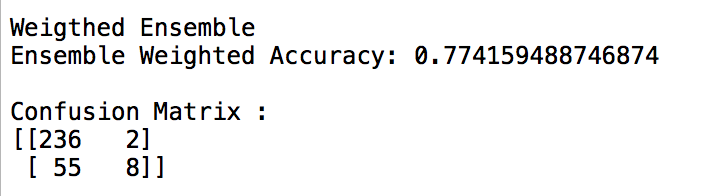 Weigthed Ensemble
Ensemble Weighted Accuracy: 0.774159488746874
Confusion Matrix :
[[236   2]
 [ 55   8]]